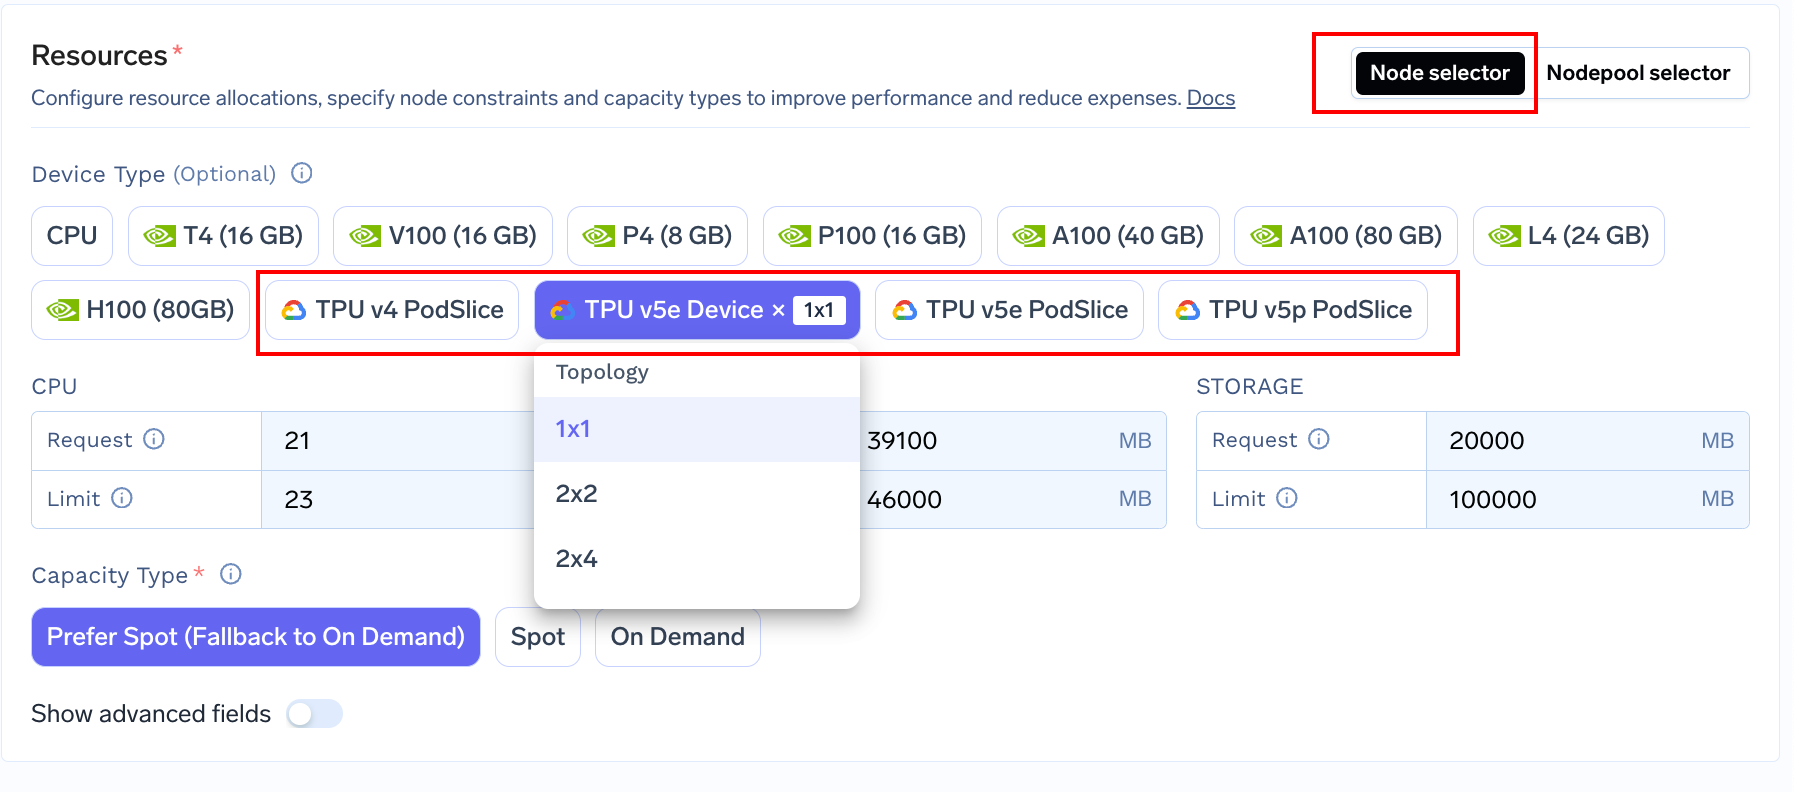 Resources *
Node selector Nodepool selector
Configure resource allocations, specify node constraints and capacity types to improve performance and reduce expenses. Docs
Device Type (Optional)
CPU T4 (16 GB) V100 (16 GB) P4 (8 GB) P100 (16 GB) A100 (40 GB) A100 (80 GB) L4 (24 GB)
H100 (80GB) TPU v4 PodSlice TPU v5e Device × 1x1 TPU v5e PodSlice TPU v5p PodSlice
Topology
1x1
2x2
2x4
CPU
Request 21
Limit 23
39100 MB
46000 MB
STORAGE
Request 20000 MB
Limit 100000 MB
Capacity Type *
Prefer Spot (Fallback to On Demand) Spot On Demand
Show advanced fields